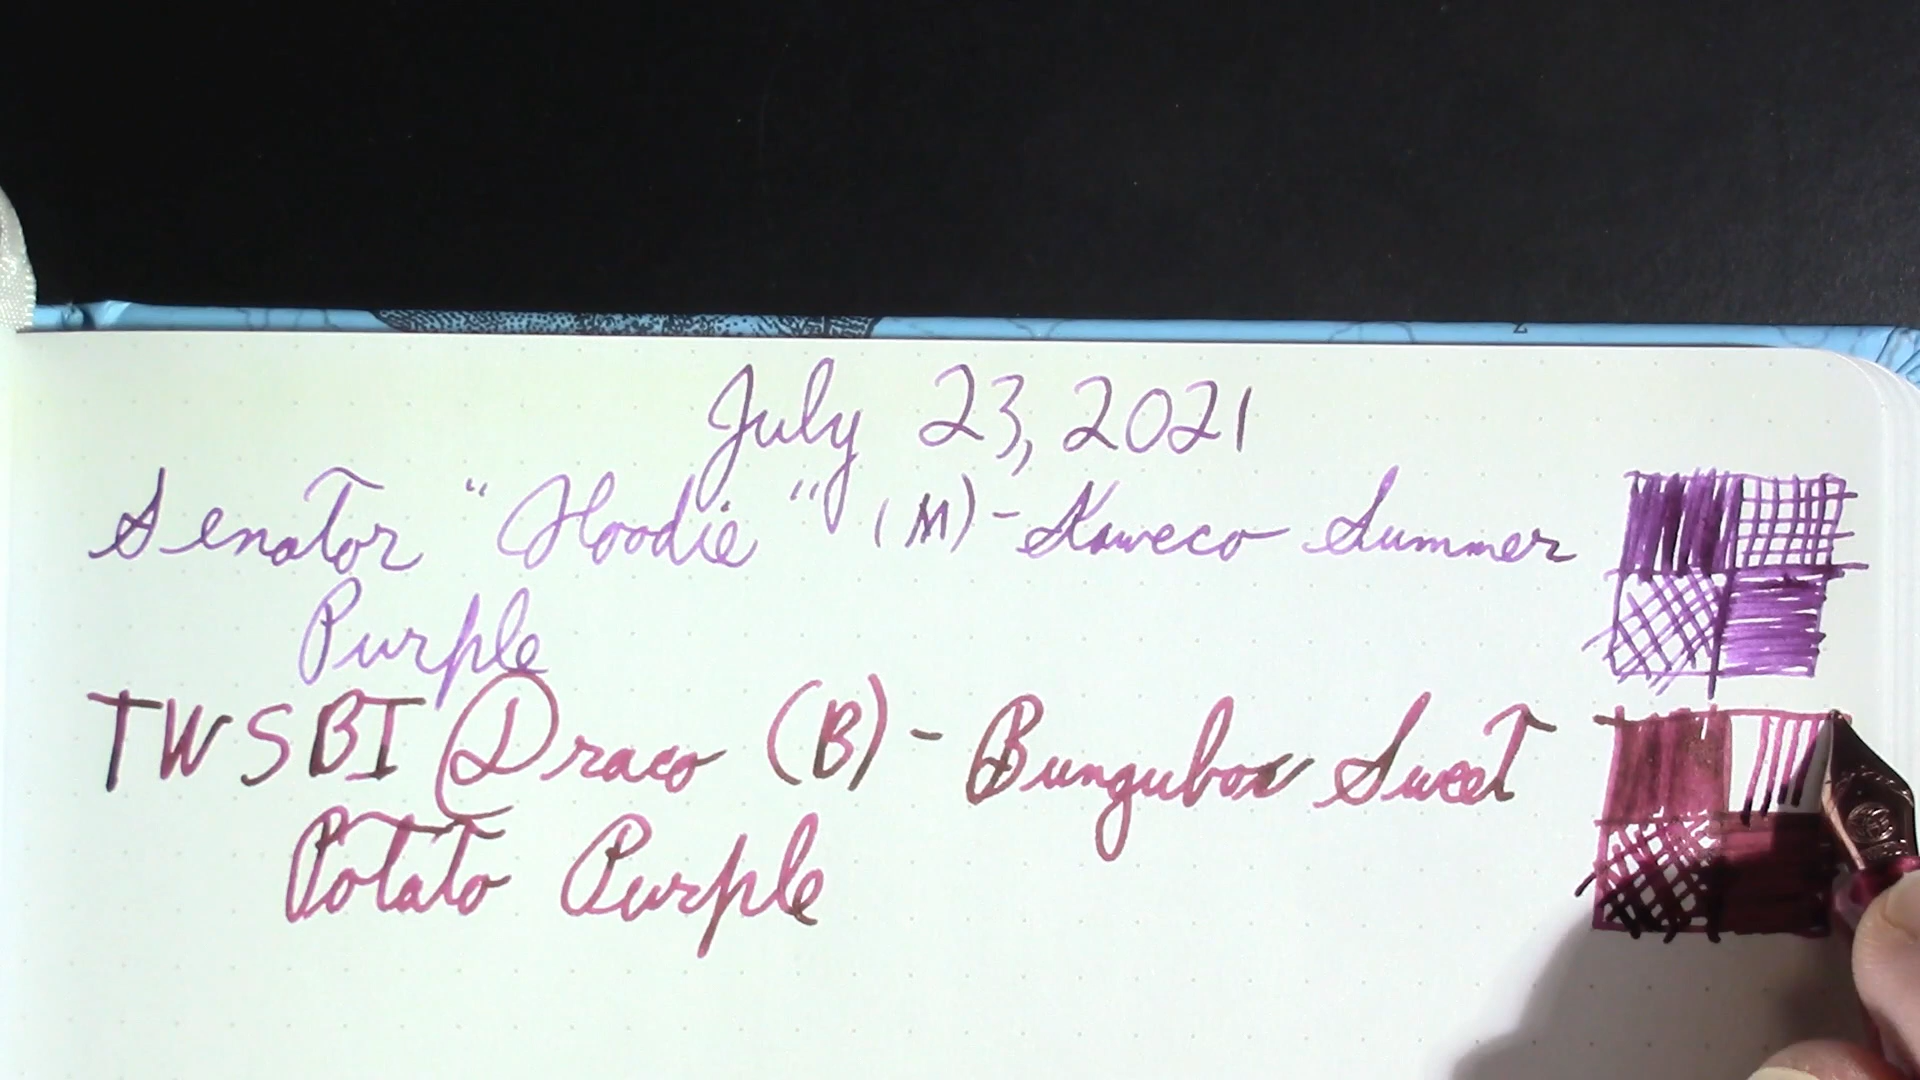 July 23, 2021
Senator "Hoodie" (M) - Kaweco Summer
Purple
TWSBI Draco (B) - Bungubox Sweet
Potato Purple